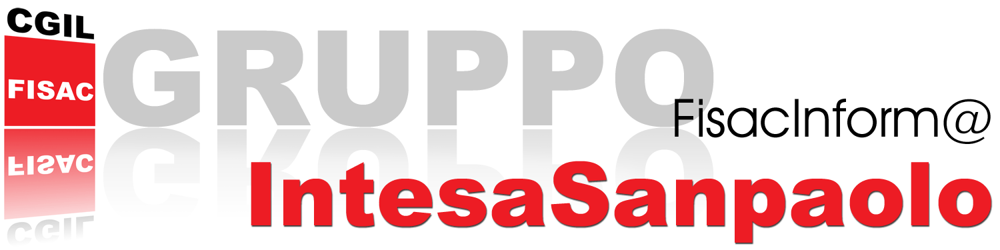 CGIL
FISAC
GRUPPO
FisacInform@
IntesaSanpaolo